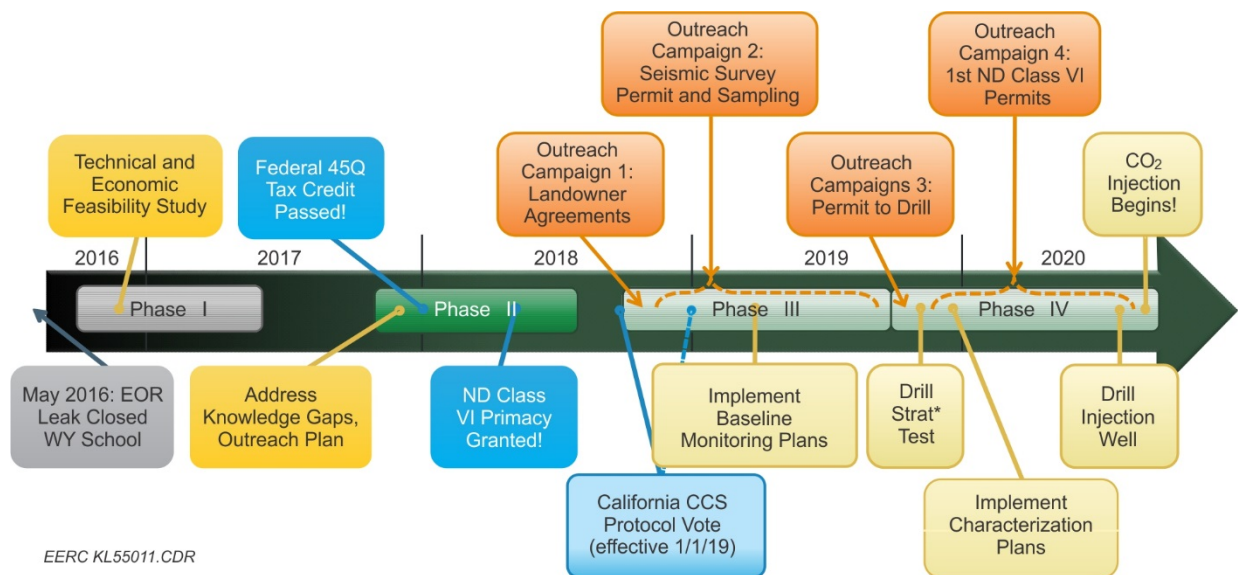 Outreach
Campaign 2:
Seismic Survey
Permit and Sampling
Outreach
Campaign 4:
1st ND Class VI
Permits
Technical and
Economic
Feasibility Study
Federal 45Q
Tax Credit
Passed!
Outreach
Campaign 1:
Landowner
Agreements
Outreach
Campaigns 3:
Permit to Drill
CO2
Injection
Begins!
2016
2017
2018
2019
2020
Phase I
Phase II
Phase III
Phase IV
May 2016: EOR
Leak Closed
WY School
Address
Knowledge Gaps,
Outreach Plan
ND Class
VI Primacy
Granted!
Implement
Baseline
Monitoring Plans
Drill
Strat*
Test
Drill
Injection
Well
California CCS
Protocol Vote
(effective 1/1/19)
Implement
Characterization
Plans
EERC KL55011.CDR